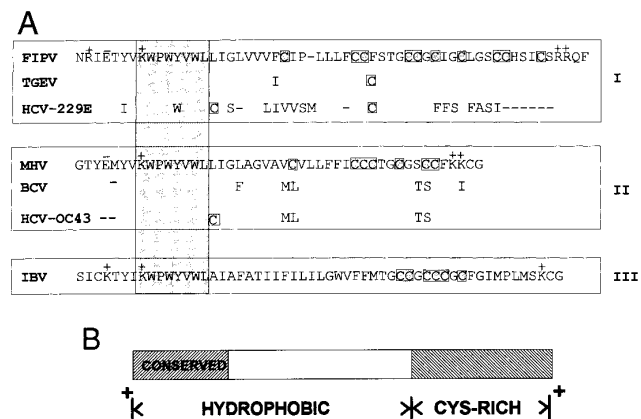 A
FIPV NRIETYVKWPWYVWLLIGLVVVFCIP-LLLFCCFSTGCCGCIGCLGSCCHSICSRRQF
TGEV I C
HCV-229E I W C S- LIVVSM - C FFS FASI------
I
MHV GTYEMYVKWPWYVWLLIGLAGVAVCVLLFFICCCTGCGSCCFKKCG
BCV - F ML TS I
HCV-OC43 -- C ML TS
II
IBV SICKTYIKWPWYVWLAIAFATIIFILILGWVFFMTGCCGCCCGCFGIMPLMSKCG
III
B
CONSERVED
+ HYDROPHOBIC CYS-RICH +